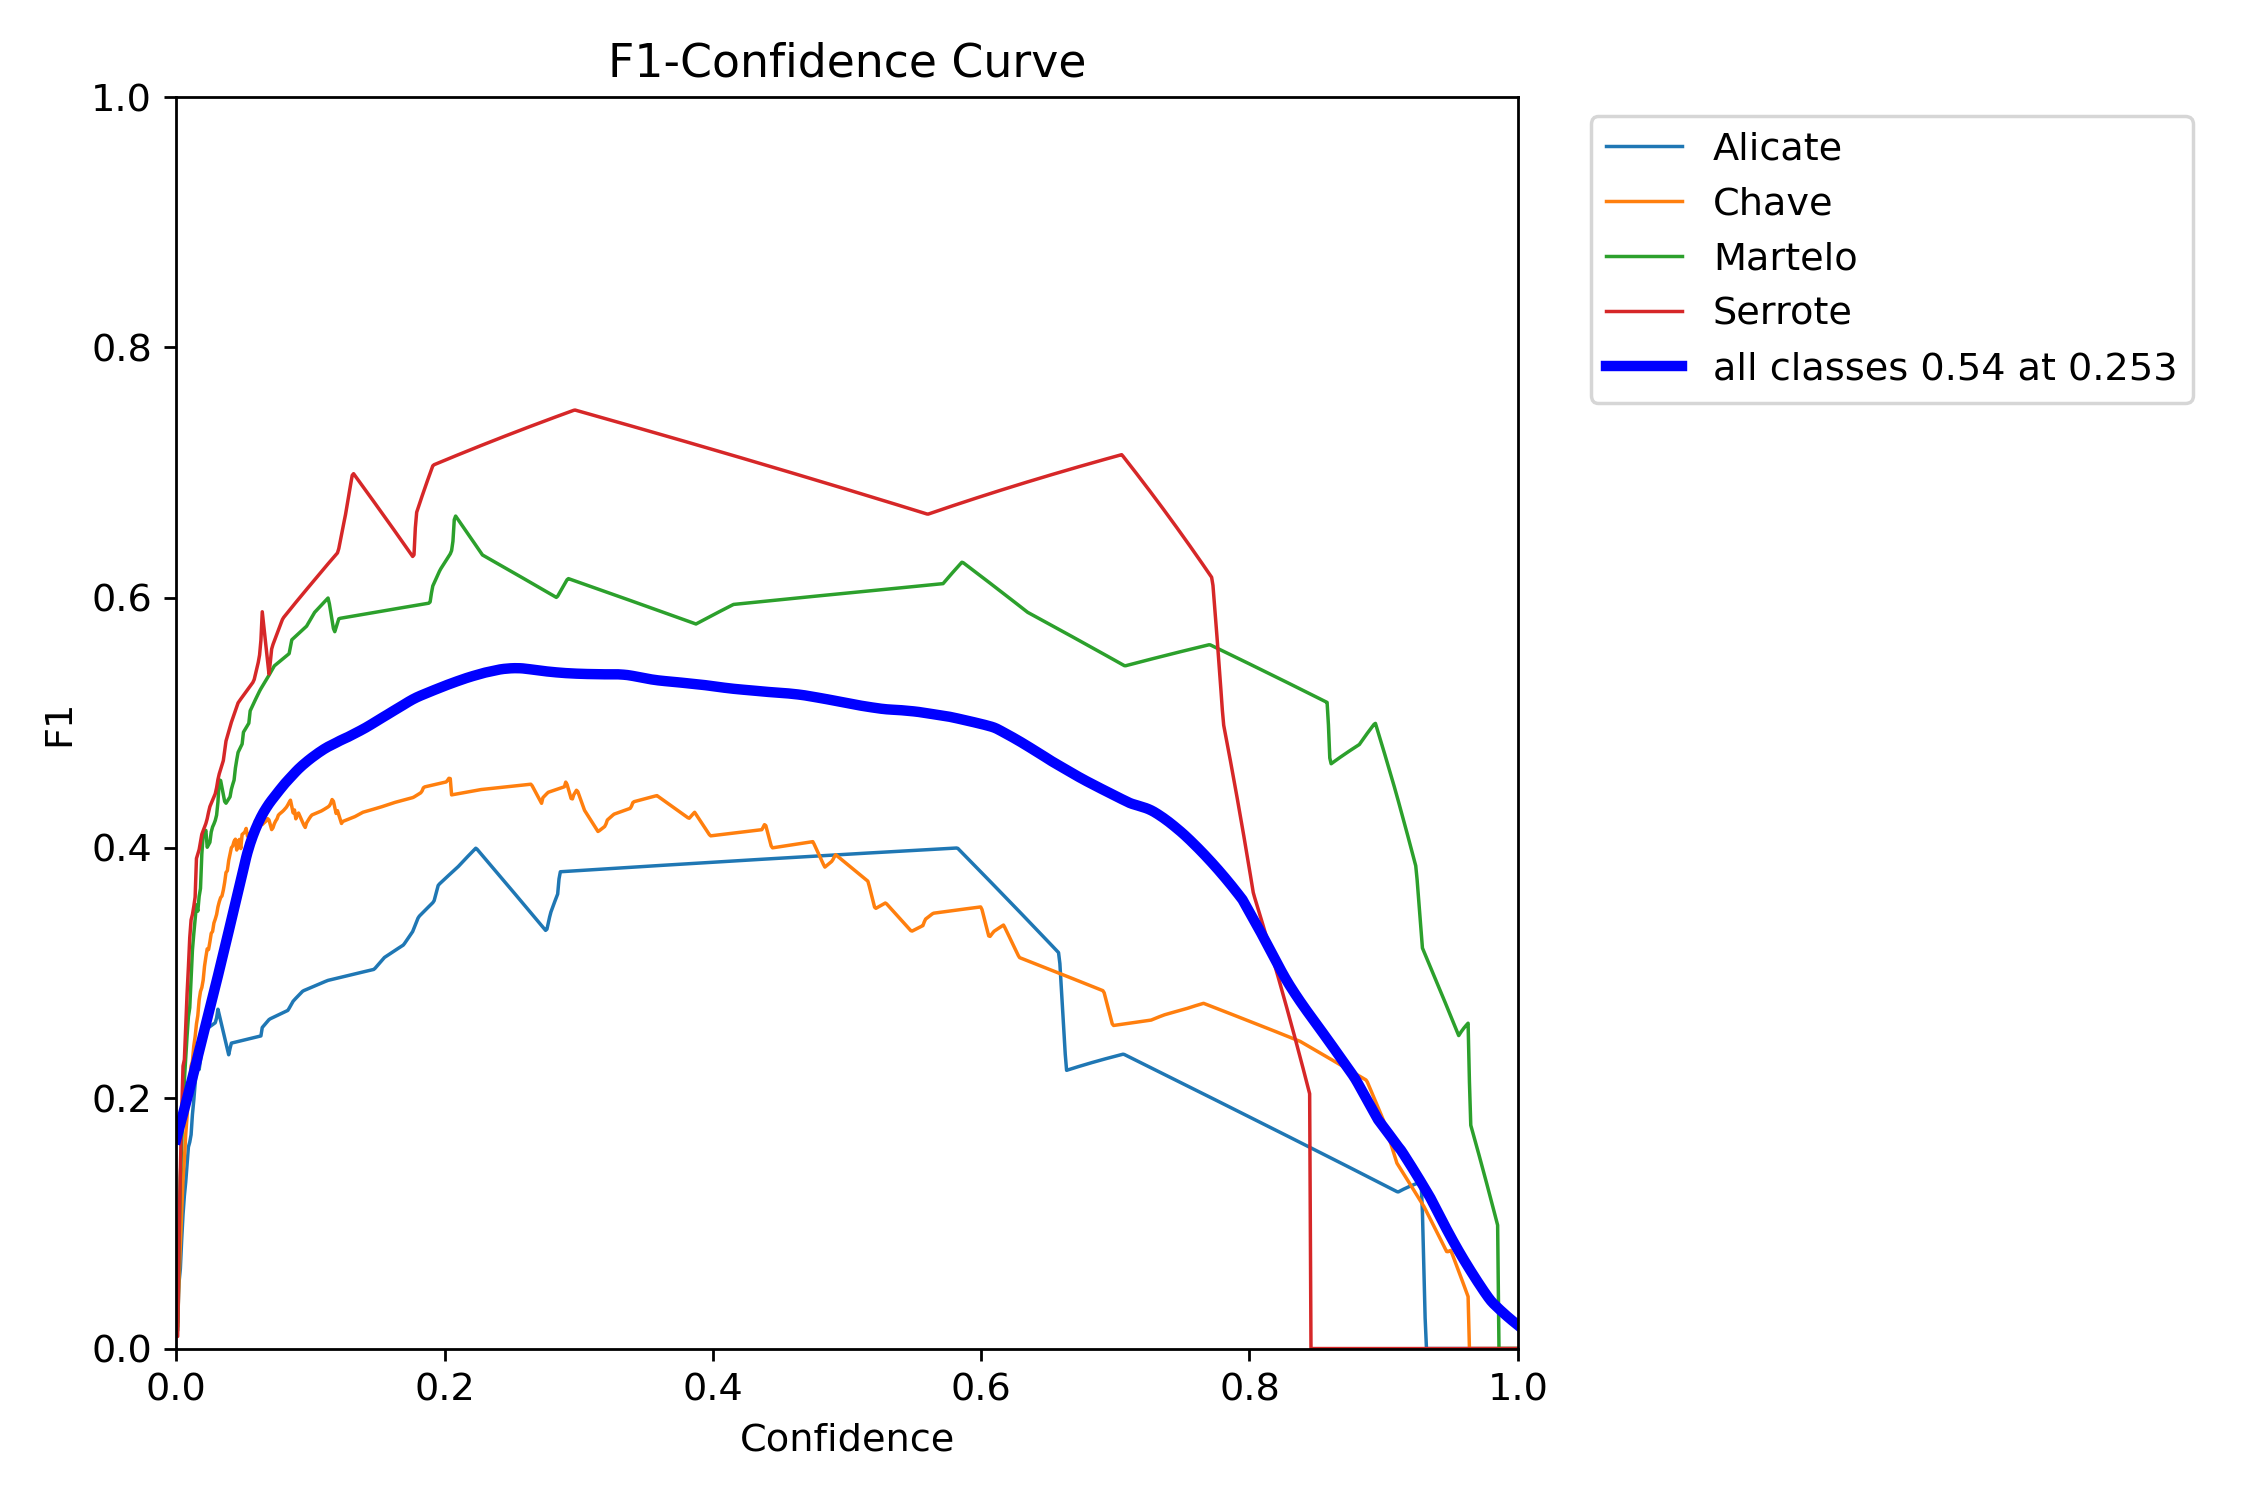 F1-Confidence Curve
1.0
0.8
0.6
0.4
0.2
0.0
F1
0.0 0.2 0.4 0.6 0.8 1.0
Confidence
Alicate
Chave
Martelo
Serrote
all classes 0.54 at 0.253